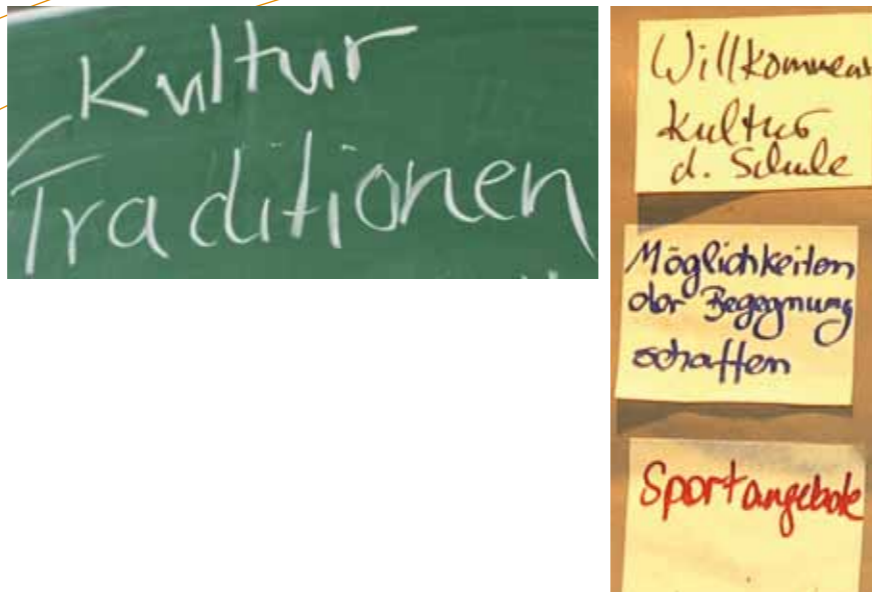 Kultur
Traditionen
Willkommens
Kultur
d. Schule
Möglichkeiten
der Begegnung
schaffen
Sportangebote